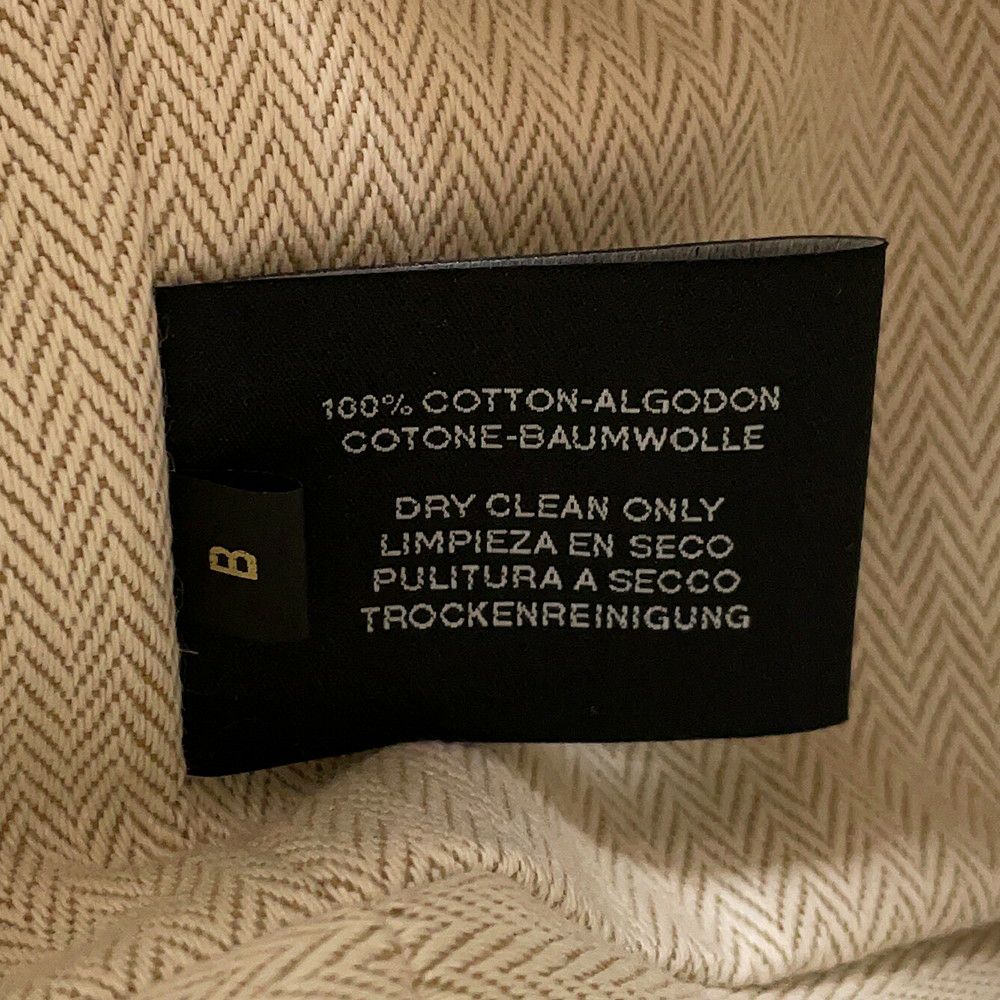 100% COTTON-ALGODON
COTONE-BAUMWOLLE
DRY CLEAN ONLY
LIMPIEZA EN SECO
PULITURA A SECCO
TROCKENREINIGUNG
B